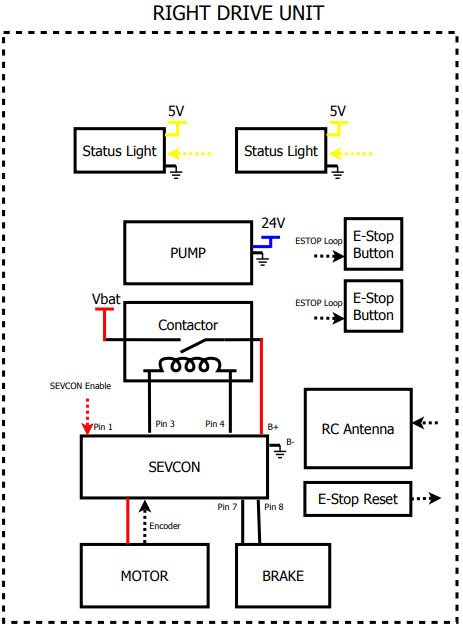 RIGHT DRIVE UNIT
5V
5V
Status Light
Status Light
24V
PUMP
ESTOP Loop
E-Stop
Button
Vbat
Contactor
ESTOP Loop
E-Stop
Button
SEVCON Enable
Pin 1
Pin 3
Pin 4
B+
B-
RC Antenna
SEVCON
E-Stop Reset
Pin 7
Pin 8
Encoder
MOTOR
BRAKE